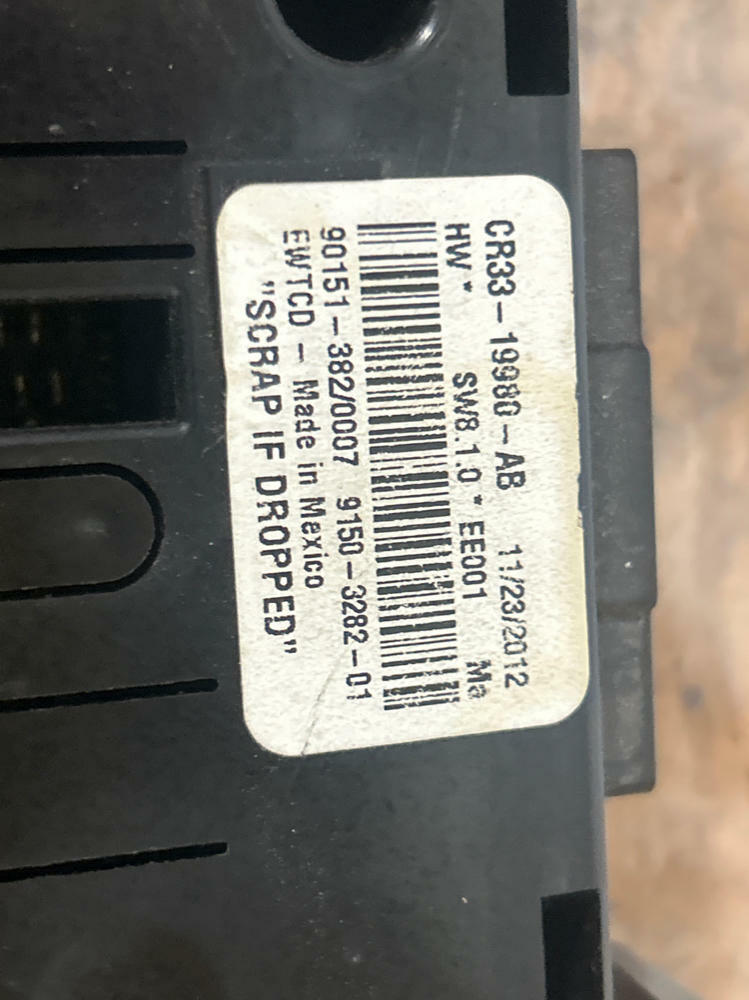 CR33-19980-AB 11/23/2012
HW * SW8.1.0 * EE001 Ma
90151-382/0007 9150-3282-01
EWTCD - Made in Mexico
"SCRAP IF DROPPED"